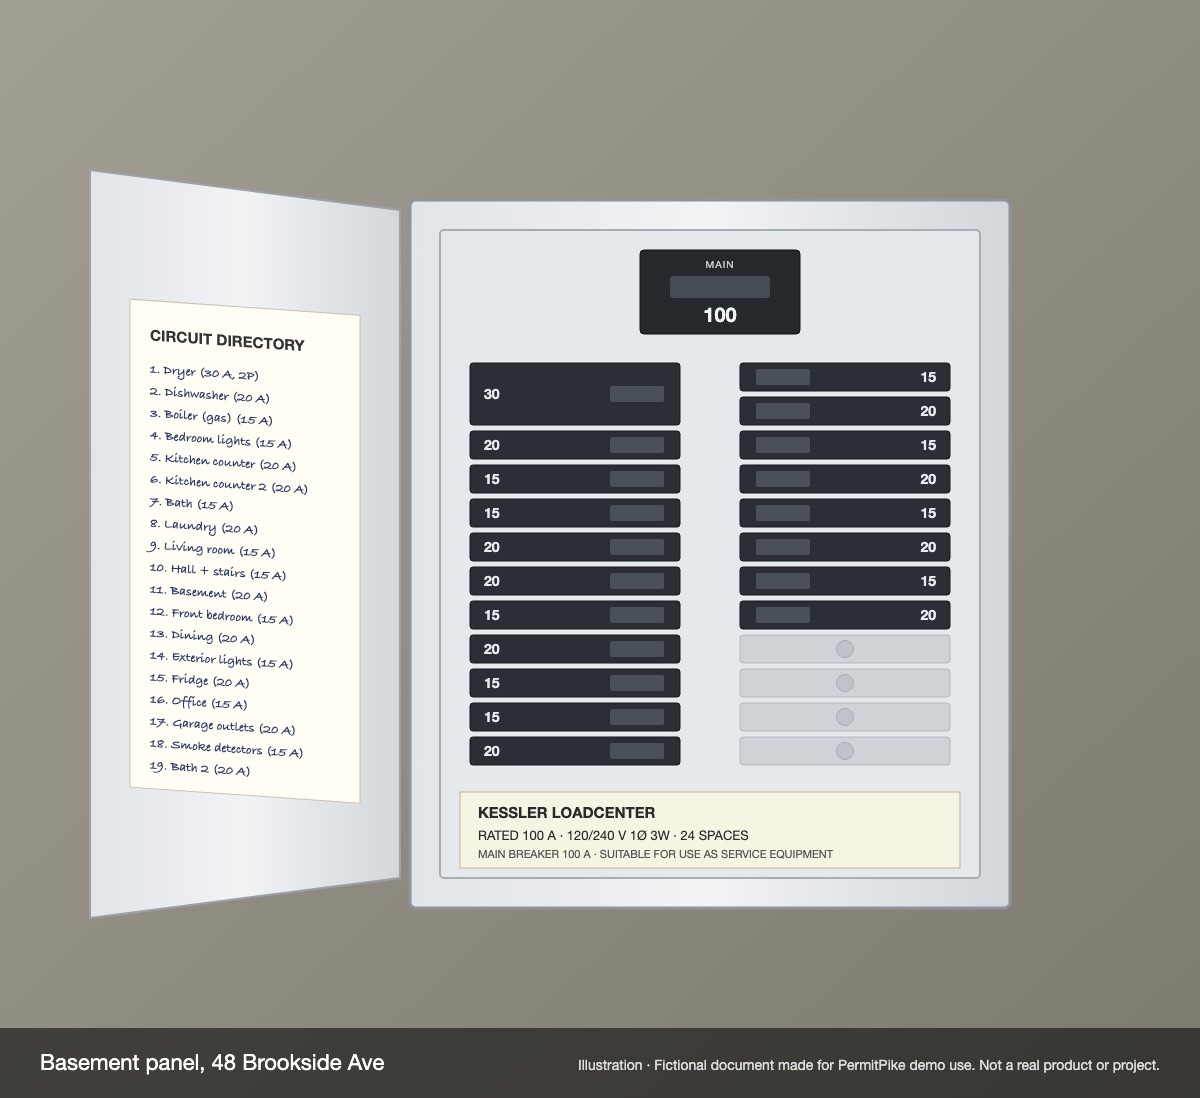 CIRCUIT DIRECTORY
1. Dryer (30 A, 2P)
2. Dishwasher (20 A)
3. Boiler (gas) (15 A)
4. Bedroom lights (15 A)
5. Kitchen counter (20 A)
6. Kitchen counter 2 (20 A)
7. Bath (15 A)
8. Laundry (20 A)
9. Living room (15 A)
10. Hall + stairs (15 A)
11. Basement (20 A)
12. Front bedroom (15 A)
13. Dining (20 A)
14. Exterior lights (15 A)
15. Fridge (20 A)
16. Office (15 A)
17. Garage outlets (20 A)
18. Smoke detectors (15 A)
19. Bath 2 (20 A)
MAIN
100
30
20
15
15
20
20
15
20
15
15
20
15
20
15
20
15
20
15
20
KESSLER LOADCENTER
RATED 100 A · 120/240 V 1Ø 3W · 24 SPACES
MAIN BREAKER 100 A · SUITABLE FOR USE AS SERVICE EQUIPMENT
Basement panel, 48 Brookside Ave
Illustration · Fictional document made for PermitPike demo use. Not a real product or project.